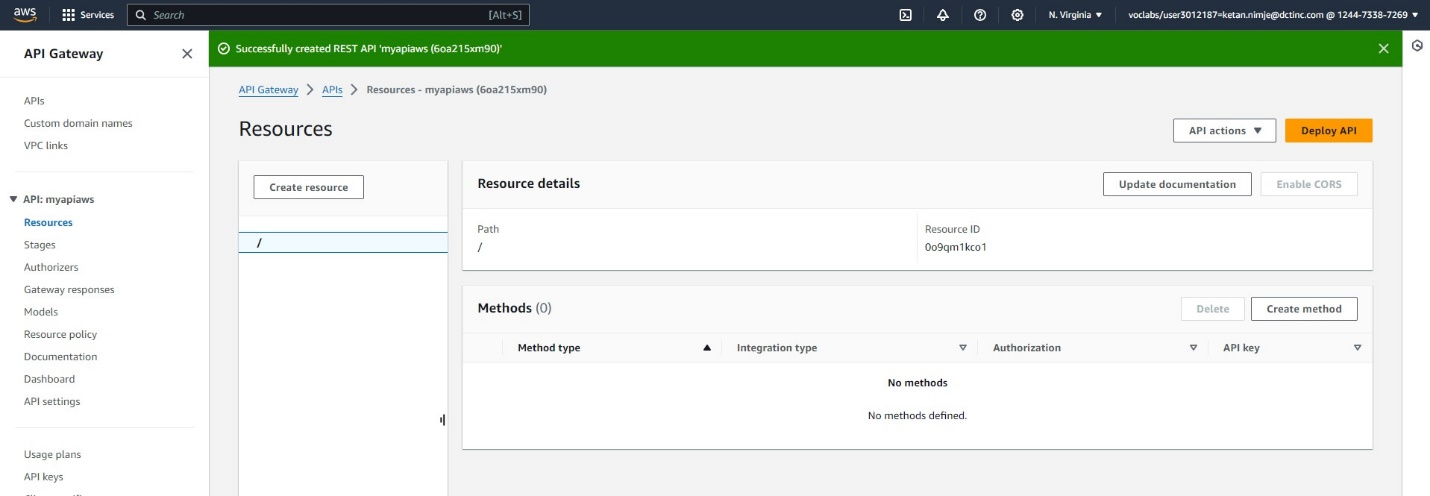 aws
Services
Search
[Alt+S]
N. Virginia
voclabs/user3012187=ketan.nimje@dctinc.com @ 1244-7338-7269
API Gateway
Successfully created REST API 'myapiaws (6oa215xm90)'
APIs
Custom domain names
VPC links
API: myapiaws
Resources
Stages
Authorizers
Gateway responses
Models
Resource policy
Documentation
Dashboard
API settings
Usage plans
API keys
API Gateway > APIs > Resources - myapiaws (6oa215xm90)
Resources
API actions
Deploy API
Create resource
/
Resource details
Update documentation
Enable CORS
Path
/
Resource ID
0o9qm1kco1
Methods (0)
Delete
Create method
Method type
Integration type
Authorization
API key
No methods
No methods defined.